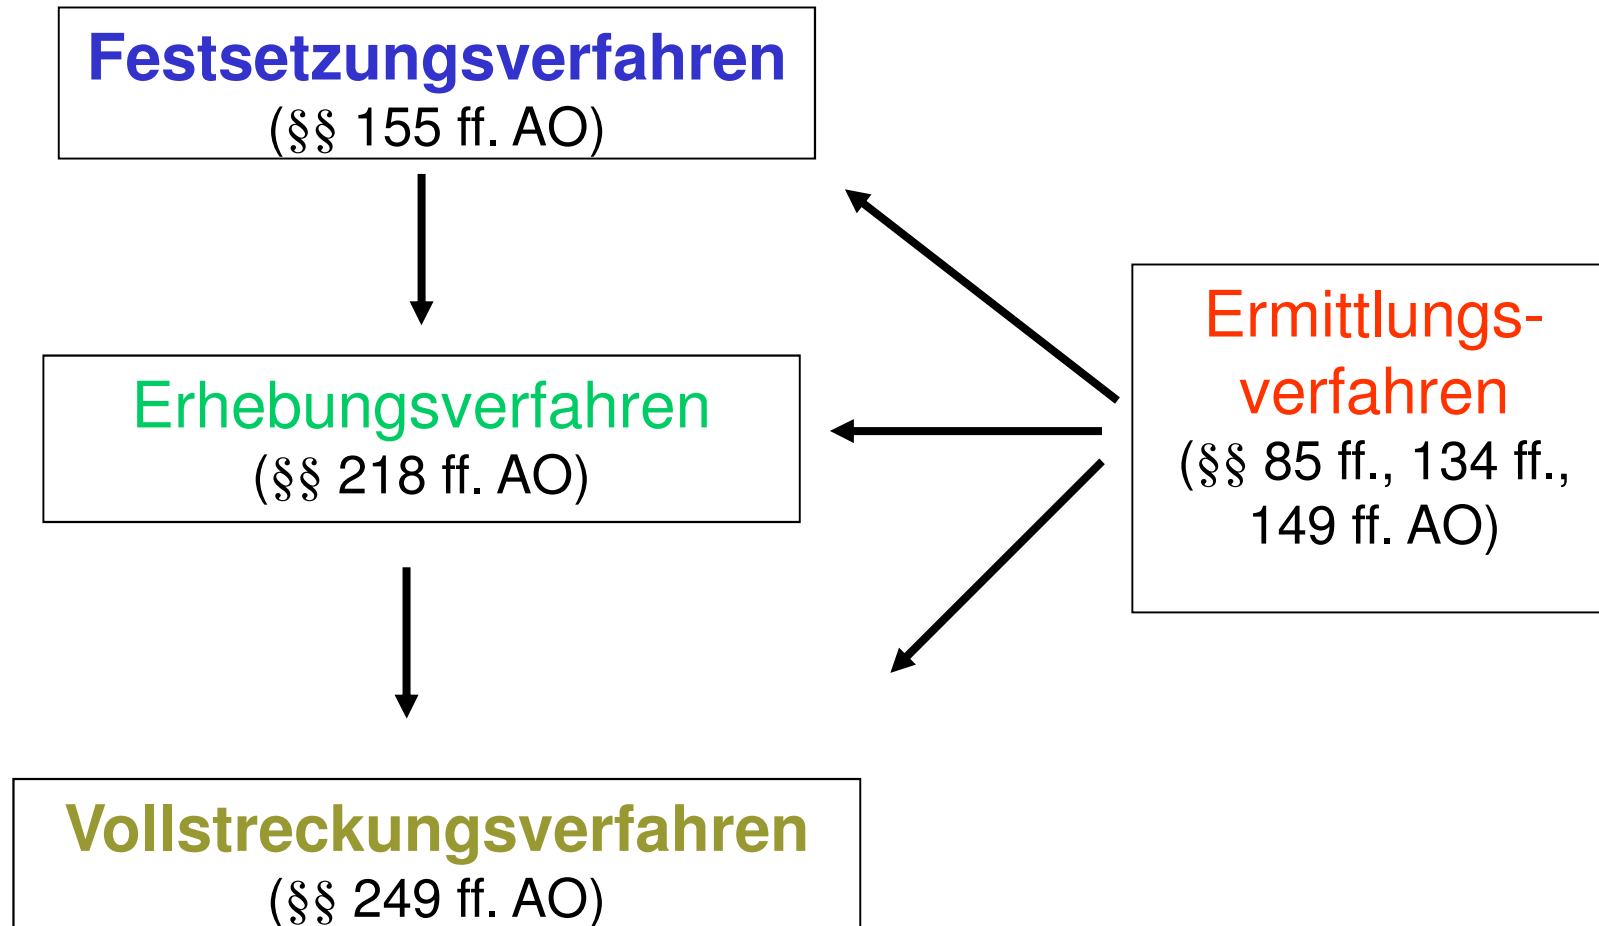 Festsetzungsverfahren
(§§ 155 ff. AO)
Erhebungsverfahren
(§§ 218 ff. AO)
Vollstreckungsverfahren
(§§ 249 ff. AO)
Ermittlungs-
verfahren
(§§ 85 ff., 134 ff.,
149 ff. AO)